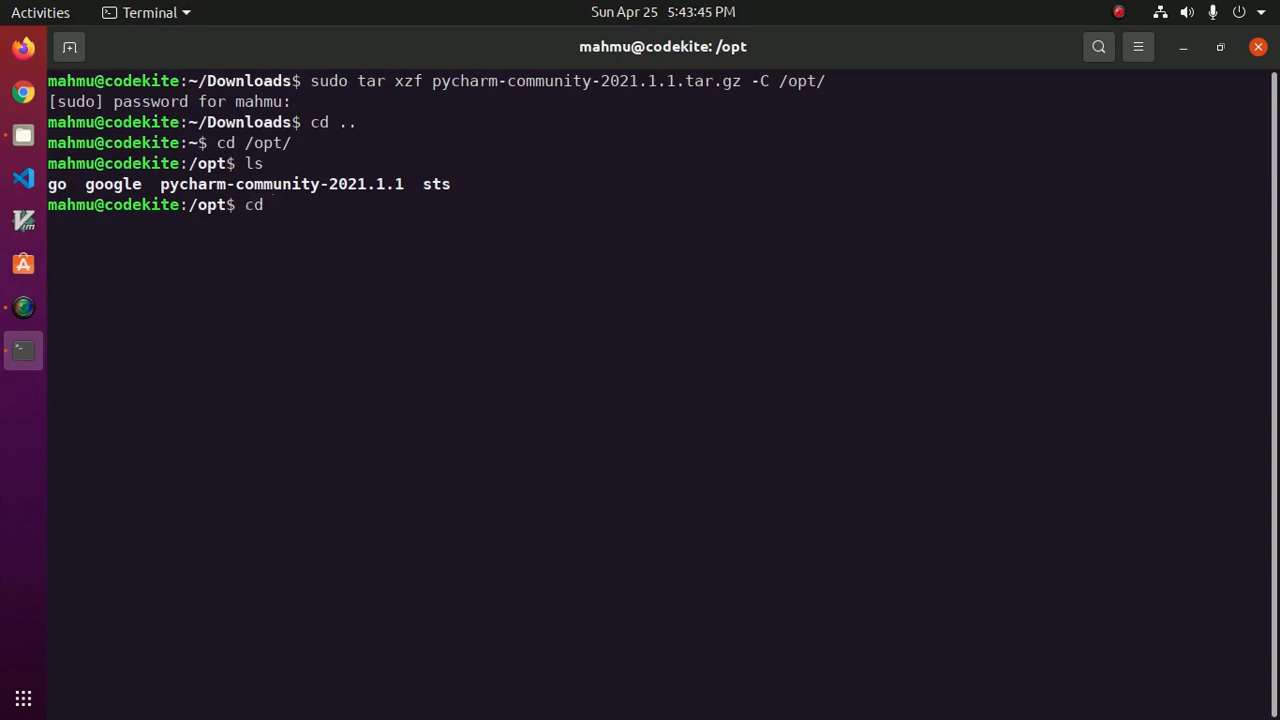 Activities Terminal Sun Apr 25 5:43:45 PM
mahmu@codekite: /opt
mahmu@codekite:~/Downloads$ sudo tar xzf pycharm-community-2021.1.1.tar.gz -C /opt/
[sudo] password for mahmu:
mahmu@codekite:~/Downloads$ cd ..
mahmu@codekite:~$ cd /opt/
mahmu@codekite:/opt$ ls
go google pycharm-community-2021.1.1 sts
mahmu@codekite:/opt$ cd